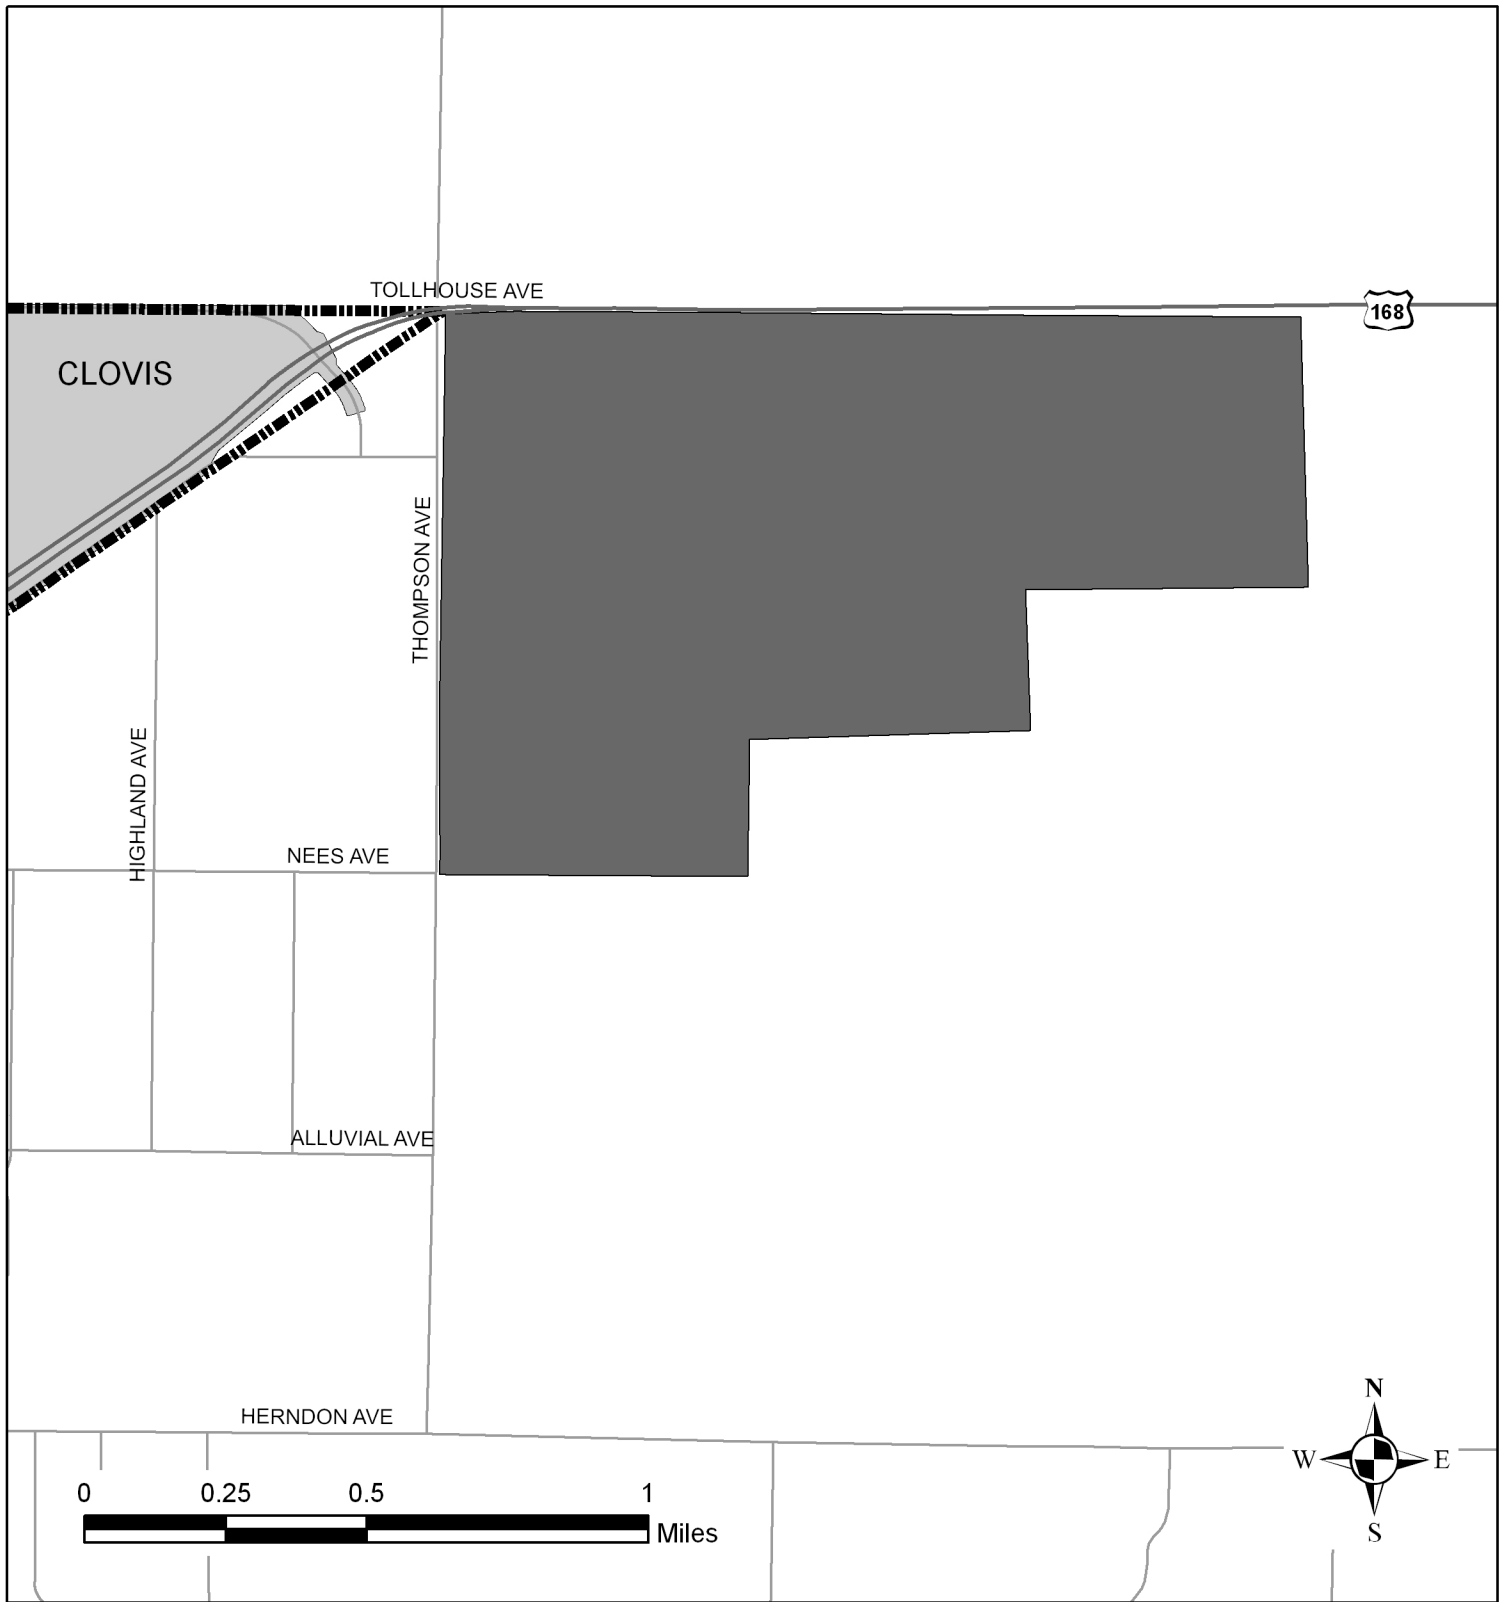 TOLLHOUSE AVE
168
CLOVIS
THOMPSON AVE
HIGHLAND AVE
NEES AVE
ALLUVIAL AVE
HERNDON AVE
N
W E
S
0 0.25 0.5 1
Miles